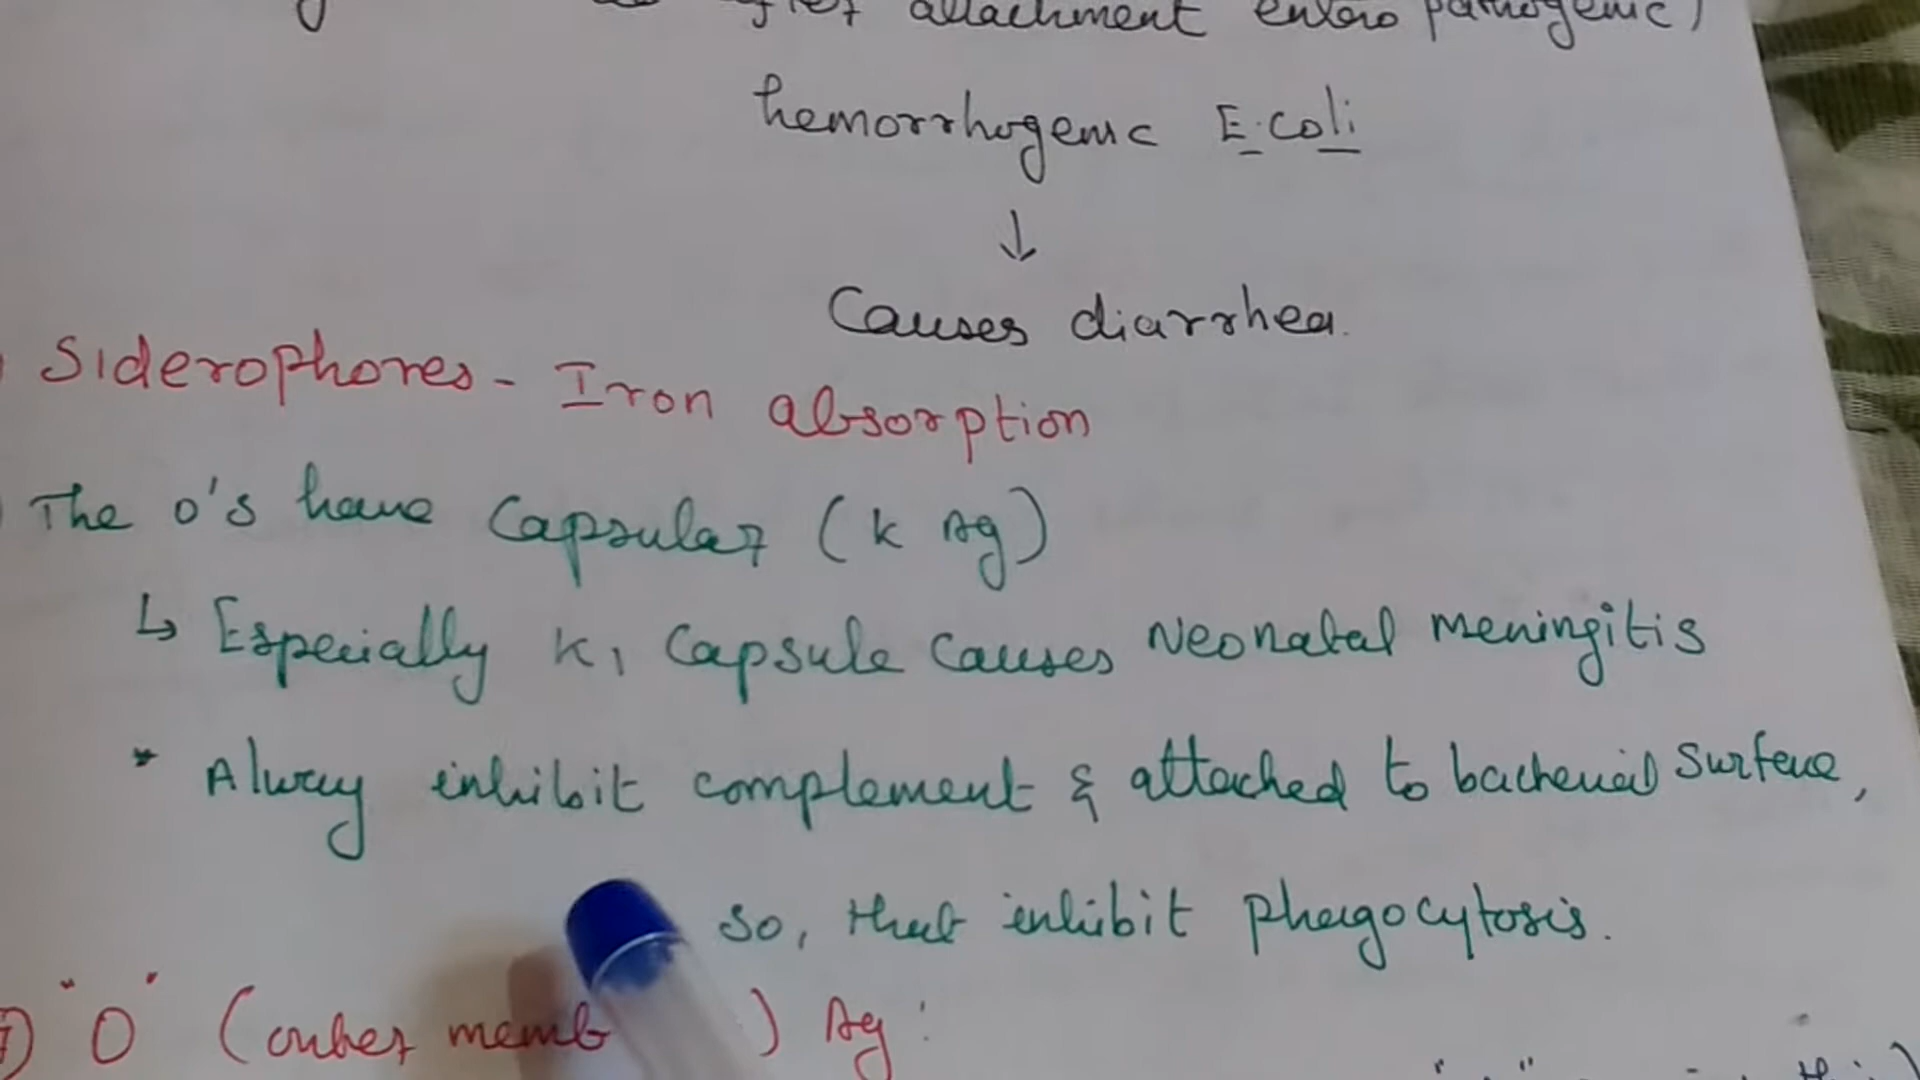 attachment entero pathogenic)
hemorrhogenic E.coli
↓
Causes diarrhea.
Siderophores - Iron absorption
The O's have Capsular (K Ag)
↳ Especially K1 Capsule causes Neonatal meningitis
* Alway inhibit complement & attached to bacterial surface,
so, that inhibit phagocytosis.
"O" (outer memb ) Ag :